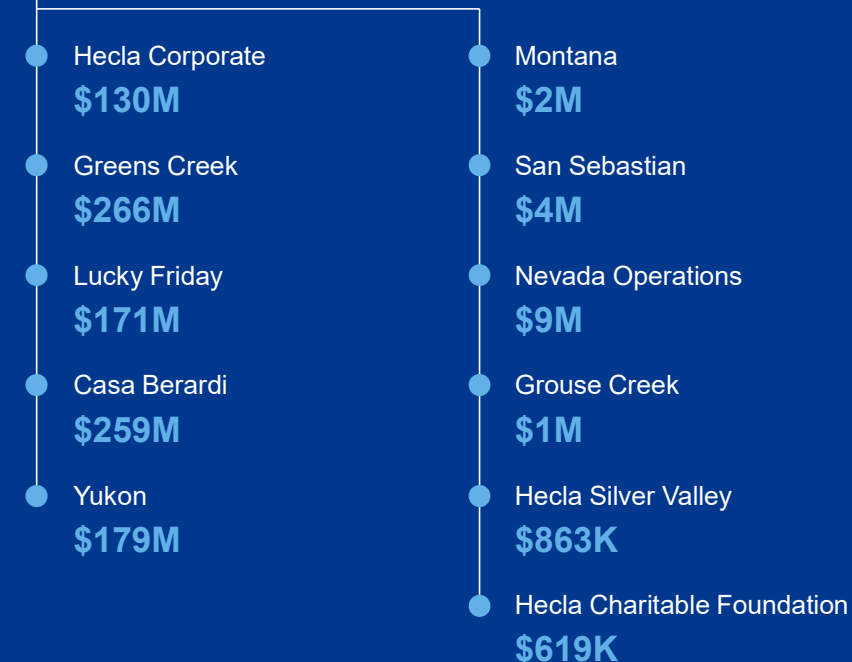 Hecla Corporate
$130M
Greens Creek
$266M
Lucky Friday
$171M
Casa Berardi
$259M
Yukon
$179M
Montana
$2M
San Sebastian
$4M
Nevada Operations
$9M
Grouse Creek
$1M
Hecla Silver Valley
$863K
Hecla Charitable Foundation
$619K